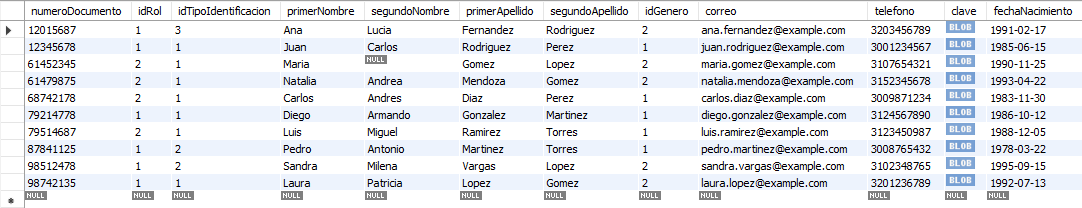 numeroDocumento idRol idTipoIdentificacion primerNombre segundoNombre primerApellido segundoApellido idGenero correo telefono clave fechaNacimiento
12015687 1 3 Ana Lucia Fernandez Rodriguez 2 ana.fernandez@example.com 3203456789 BLOB 1991-02-17
12345678 1 1 Juan Carlos Rodriguez Perez 1 juan.rodriguez@example.com 3001234567 BLOB 1985-06-15
61452345 2 1 Maria NULL Gomez Lopez 2 maria.gomez@example.com 3107654321 BLOB 1990-11-25
61479875 2 1 Natalia Andrea Mendoza Gomez 2 natalia.mendoza@example.com 3152345678 BLOB 1993-04-22
68742178 2 1 Carlos Andres Diaz Perez 1 carlos.diaz@example.com 3009871234 BLOB 1983-11-30
79214778 1 1 Diego Armando Gonzalez Martinez 1 diego.gonzalez@example.com 3124567890 BLOB 1986-10-12
79514687 2 1 Luis Miguel Ramirez Torres 1 luis.ramirez@example.com 3123450987 BLOB 1988-12-05
87841125 1 2 Pedro Antonio Martinez Torres 1 pedro.martinez@example.com 3008765432 BLOB 1978-03-22
98512478 1 2 Sandra Milena Vargas Lopez 2 sandra.vargas@example.com 3102348765 BLOB 1995-09-15
98742135 1 1 Laura Patricia Lopez Gomez 2 laura.lopez@example.com 3201236789 BLOB 1992-07-13
NULL NULL NULL NULL NULL NULL NULL NULL NULL NULL NULL NULL